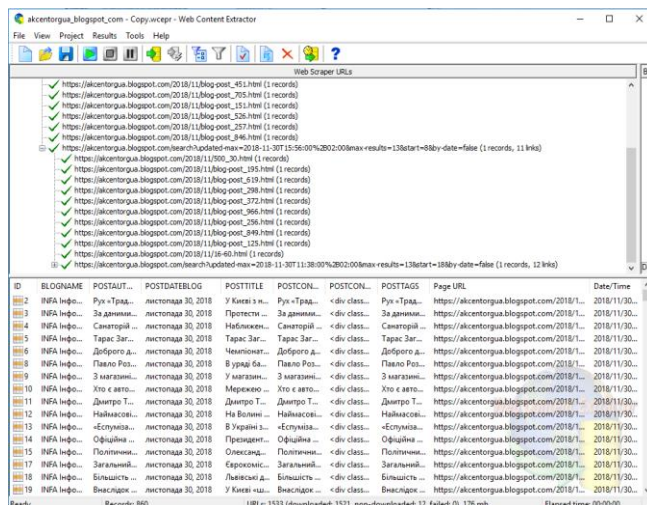 akcentorgua_blogspot_com - Copy.wcepr - Web Content Extractor
File View Project Results Tools Help
Web Scraper URLs
https://akcentorgua.blogspot.com/2018/11/blog-post_451.html (1 records)
https://akcentorgua.blogspot.com/2018/11/blog-post_705.html (1 records)
https://akcentorgua.blogspot.com/2018/11/blog-post_151.html (1 records)
https://akcentorgua.blogspot.com/2018/11/blog-post_526.html (1 records)
https://akcentorgua.blogspot.com/2018/11/blog-post_257.html (1 records)
https://akcentorgua.blogspot.com/2018/11/blog-post_846.html (1 records)
https://akcentorgua.blogspot.com/search?updated-max=2018-11-30T15:56:00%2B02:00&max-results=13&start=8&by-date=false (1 records, 11 links)
https://akcentorgua.blogspot.com/2018/11/500_30.html (1 records)
https://akcentorgua.blogspot.com/2018/11/blog-post_195.html (1 records)
https://akcentorgua.blogspot.com/2018/11/blog-post_619.html (1 records)
https://akcentorgua.blogspot.com/2018/11/blog-post_298.html (1 records)
https://akcentorgua.blogspot.com/2018/11/blog-post_372.html (1 records)
https://akcentorgua.blogspot.com/2018/11/blog-post_966.html (1 records)
https://akcentorgua.blogspot.com/2018/11/blog-post_256.html (1 records)
https://akcentorgua.blogspot.com/2018/11/blog-post_849.html (1 records)
https://akcentorgua.blogspot.com/2018/11/blog-post_125.html (1 records)
https://akcentorgua.blogspot.com/2018/11/16-60.html (1 records)
https://akcentorgua.blogspot.com/search?updated-max=2018-11-30T11:38:00%2B02:00&max-results=13&start=18&by-date=false (1 records, 12 links)
ID BLOGNAME POSTAUT... POSTDATEBLOG POSTTITLE POSTCON... POSTCON... POSTTAGS Page URL Date/Time
2 INFA Інфо... Рух «Трад... листопада 30, 2018 У Києві з н... Рух «Трад... <div class... Рух «Трад... https://akcentorgua.blogspot.com/2018/1... 2018/11/30...
3 INFA Інфо... За даними... листопада 30, 2018 Протести ... За даними... <div class... За даними... https://akcentorgua.blogspot.com/2018/1... 2018/11/30...
4 INFA Інфо... Санаторій ... листопада 30, 2018 Наближен... Санаторій ... <div class... Санаторій ... https://akcentorgua.blogspot.com/2018/1... 2018/11/30...
5 INFA Інфо... Тарас Заг... листопада 30, 2018 Тарас Заг... Тарас Заг... <div class... Тарас Заг... https://akcentorgua.blogspot.com/2018/1... 2018/11/30...
6 INFA Інфо... Доброго д... листопада 30, 2018 Чемпіонат... Доброго д... <div class... Доброго д... https://akcentorgua.blogspot.com/2018/1... 2018/11/30...
8 INFA Інфо... Павло Роз... листопада 30, 2018 В уряді ба... Павло Роз... <div class... Павло Роз... https://akcentorgua.blogspot.com/2018/1... 2018/11/30...
9 INFA Інфо... З магазині... листопада 30, 2018 У магазин... З магазині... <div class... З магазині... https://akcentorgua.blogspot.com/2018/1... 2018/11/30...
10 INFA Інфо... Хто є авто... листопада 30, 2018 Мережею ... Хто є авто... <div class... Хто є авто... https://akcentorgua.blogspot.com/2018/1... 2018/11/30...
11 INFA Інфо... Дмитро Т... листопада 30, 2018 Дмитро Т... Дмитро Т... <div class... Дмитро Т... https://akcentorgua.blogspot.com/2018/1... 2018/11/30...
12 INFA Інфо... Наймасові... листопада 30, 2018 На Волині ... Наймасові... <div class... Наймасові... https://akcentorgua.blogspot.com/2018/1... 2018/11/30...
13 INFA Інфо... «Еспуміза... листопада 30, 2018 В Україні з... «Еспуміза... <div class... «Еспуміза... https://akcentorgua.blogspot.com/2018/1... 2018/11/30...
14 INFA Інфо... Офіційна ... листопада 30, 2018 Президент... Офіційна ... <div class... Офіційна ... https://akcentorgua.blogspot.com/2018/1... 2018/11/30...
15 INFA Інфо... Політични... листопада 30, 2018 Олександ... Політични... <div class... Політични... https://akcentorgua.blogspot.com/2018/1... 2018/11/30...
17 INFA Інфо... Загальний... листопада 30, 2018 Єврокоміс... Загальний... <div class... Загальний... https://akcentorgua.blogspot.com/2018/1... 2018/11/30...
18 INFA Інфо... Більшість ... листопада 30, 2018 Львівські д... Більшість ... <div class... Більшість ... https://akcentorgua.blogspot.com/2018/1... 2018/11/30...
19 INFA Інфо... Внаслідок ... листопада 30, 2018 У Києві «ш... Внаслідок ... <div class... Внаслідок ... https://akcentorgua.blogspot.com/2018/1... 2018/11/30...
Ready Records: 860 URLs: 1533 (downloaded: 1521, non-downloaded: 12, failed: 0), 176 mb Elapsed time: 00:00:00